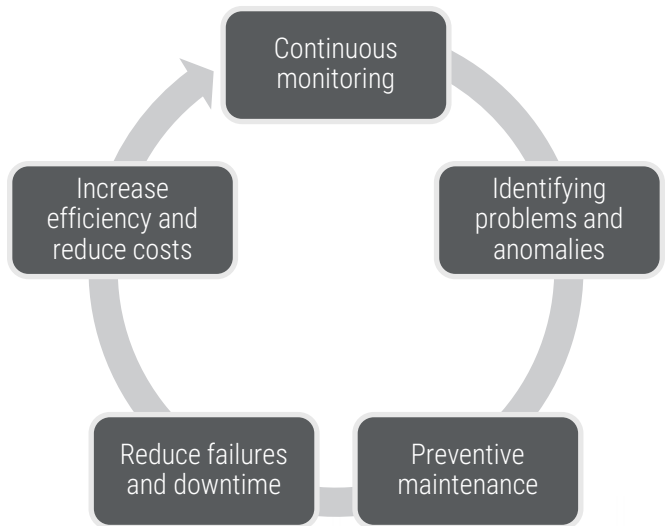 Continuous
monitoring
Identifying
problems and
anomalies
Preventive
maintenance
Reduce failures
and downtime
Increase
efficiency and
reduce costs